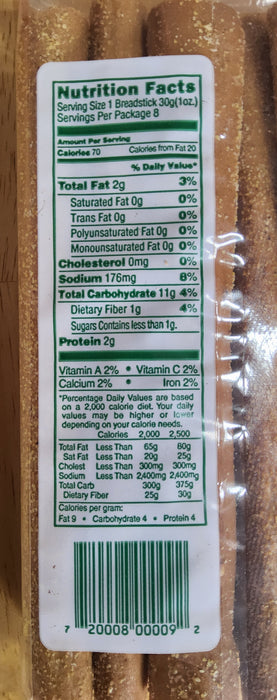 Nutrition Facts
Serving Size 1 Breadstick 30g(1oz.)
Servings Per Package 8
Amount Per Serving
Calories 70 Calories from Fat 20
% Daily Value*
Total Fat 2g 3%
Saturated Fat 0g 0%
Trans Fat 0g 0%
Polyunsaturated Fat 0g 0%
Monounsaturated Fat 0g 0%
Cholesterol 0mg 0%
Sodium 176mg 8%
Total Carbohydrate 11g 4%
Dietary Fiber 1g 4%
Sugars Contains less than 1g.
Protein 2g
Vitamin A 2% • Vitamin C 2%
Calcium 2% • Iron 2%
*Percentage Daily Values are based
on a 2,000 calorie diet. Your daily
values may be higher or lower
depending on your calorie needs.
Calories 2,000 2,500
Total Fat Less Than 65g 80g
Sat Fat Less Than 20g 25g
Cholest Less Than 300mg 300mg
Sodium Less Than 2,400mg 2,400mg
Total Carb 300g 375g
Dietary Fiber 25g 30g
Calories per gram:
Fat 9 • Carbohydrate 4 • Protein 4
7 20008 00009 2